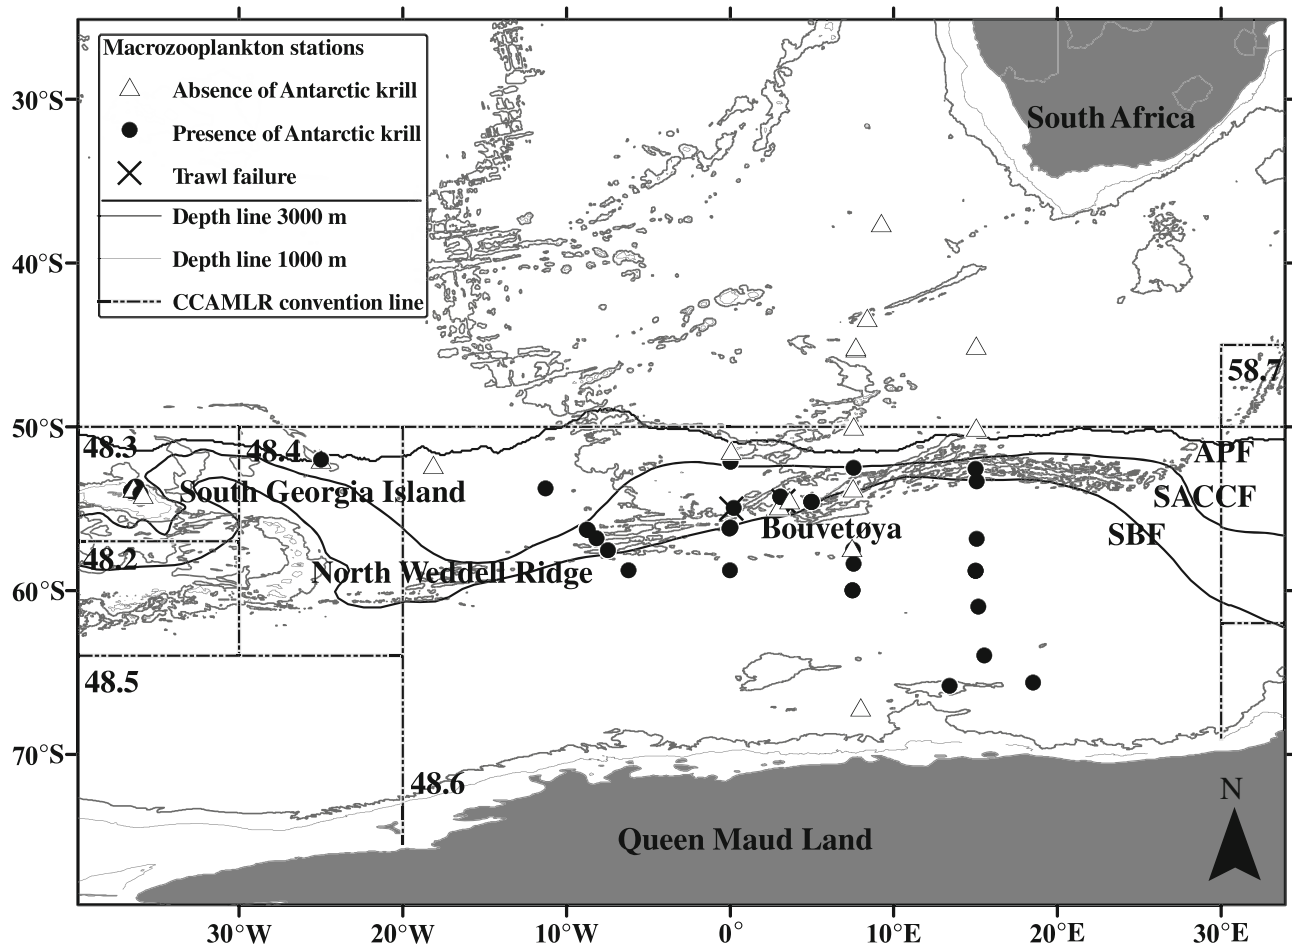 Macrozooplankton stations
Absence of Antarctic krill
Presence of Antarctic krill
Trawl failure
Depth line 3000 m
Depth line 1000 m
CCAMLR convention line
South Africa
30°S
40°S
50°S
60°S
70°S
58.7
48.3
48.4
APF
South Georgia Island
SACCF
Bouvetøya
SBF
48.2
North Weddell Ridge
48.5
48.6
N
Queen Maud Land
30°W
20°W
10°W
0°
10°E
20°E
30°E